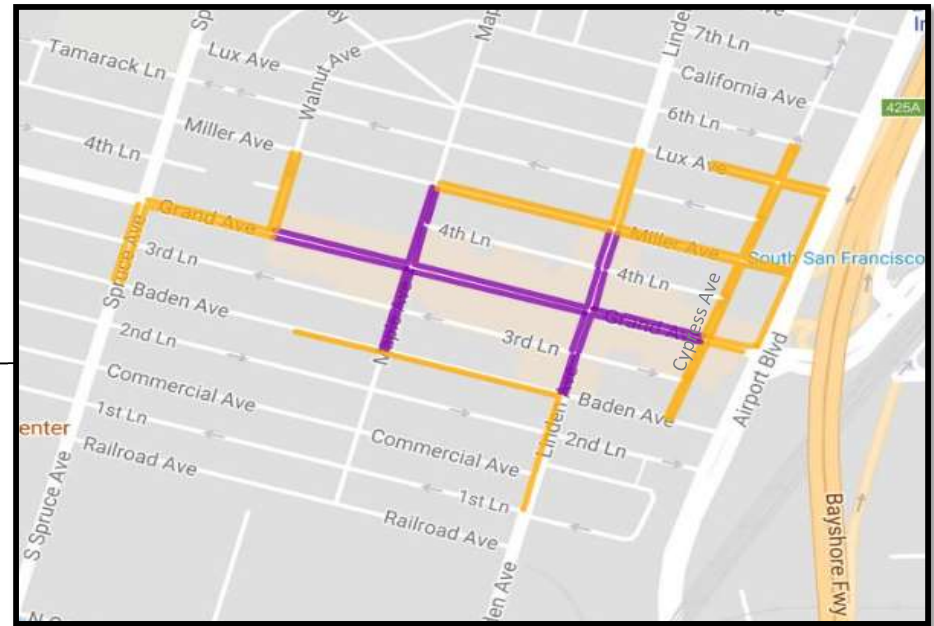 7th Ln
Tamarack Ln
Lux Ave
Walnut Ave
California Ave
425A
Miller Ave
6th Ln
4th Ln
Lux Ave
Grand Ave
4th Ln
Miller Ave
3rd Ln
South San Francisco
4th Ln
Spruce Ave
Baden Ave
Grand Ave
Cypress Ave
2nd Ln
3rd Ln
Airport Blvd
Commercial Ave
Baden Ave
1st Ln
enter
Linden Ave
2nd Ln
Railroad Ave
Commercial Ave
1st Ln
Bayshore Fwy
Railroad Ave
S Spruce Ave
den Ave